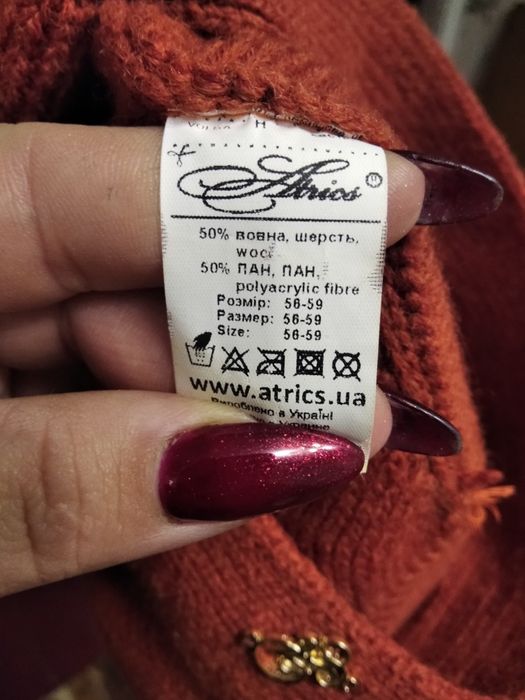 Atrics®
50% вовна, шерсть,
wool
50% ПАН, ПАН,
polyacrylic fibre
Розмір: 56-59
Размер: 56-59
Size: 56-59
www.atrics.ua
Вироблено в Україні
в Украине